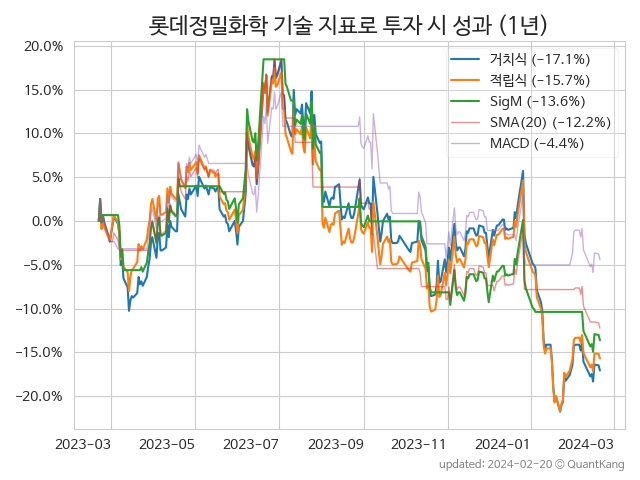 롯데정밀화학 기술 지표로 투자 시 성과 (1년)
20.0%
15.0%
10.0%
5.0%
0.0%
−5.0%
−10.0%
−15.0%
−20.0%
거치식 (−17.1%)
적립식 (−15.7%)
SigM (−13.6%)
SMA(20) (−12.2%)
MACD (−4.4%)
2023-03 2023-05 2023-07 2023-09 2023-11 2024-01 2024-03
updated: 2024-02-20 © QuantKang